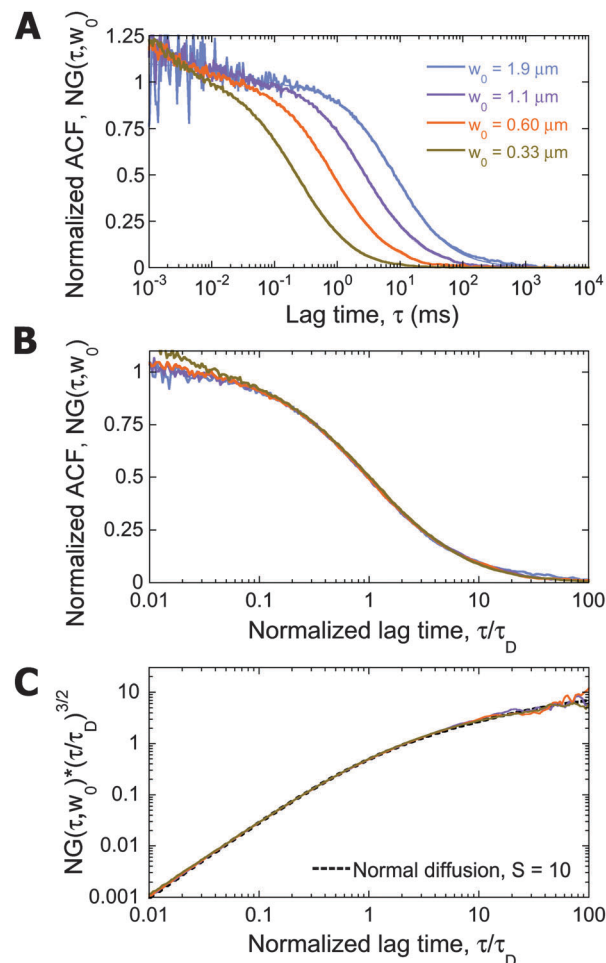 A
Normalized ACF, NG(τ,w₀)
1.25
1
0.75
0.5
0.25
0
w₀ = 1.9 μm
w₀ = 1.1 μm
w₀ = 0.60 μm
w₀ = 0.33 μm
10⁻³ 10⁻² 10⁻¹ 10⁰ 10¹ 10² 10³ 10⁴
Lag time, τ (ms)
B
Normalized ACF, NG(τ,w₀)
1
0.75
0.5
0.25
0
0.01 0.1 1 10 100
Normalized lag time, τ/τ_D
C
NG(τ,w₀)*(τ/τ_D)^3/2
10
1
0.1
0.01
0.001
Normal diffusion, S = 10
0.01 0.1 1 10 100
Normalized lag time, τ/τ_D